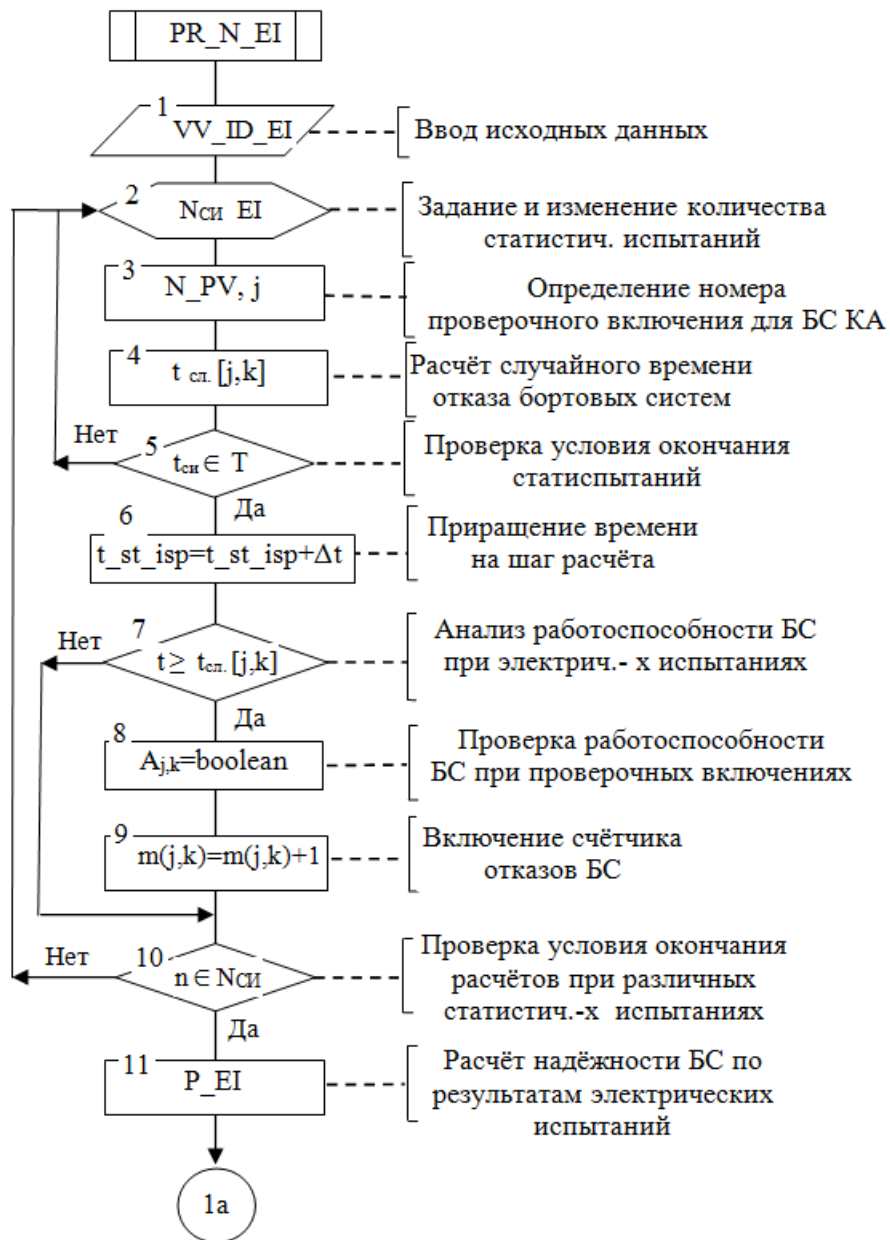 PR_N_EI
1
VV_ID_EI
Ввод исходных данных
2
NСИ EI
Задание и изменение количества
статистич. испытаний
3
N_PV, j
Определение номера
проверочного включения для БС КА
4
t сл. [j,k]
Расчёт случайного времени
отказа бортовых систем
Нет
5
tси ∈ T
Проверка условия окончания
статиспытаний
Да
6
t_st_isp=t_st_isp+Δt
Приращение времени
на шаг расчёта
Нет
7
t ≥ tсл. [j,k]
Анализ работоспособности БС
при электрич.- х испытаниях
Да
8
Aj,k=boolean
Проверка работоспособности
БС при проверочных включениях
9
m(j,k)=m(j,k)+1
Включение счётчика
отказов БС
Нет
10
n ∈ NСИ
Проверка условия окончания
расчётов при различных
статистич.-х испытаниях
Да
11
P_EI
Расчёт надёжности БС по
результатам электрических
испытаний
1а